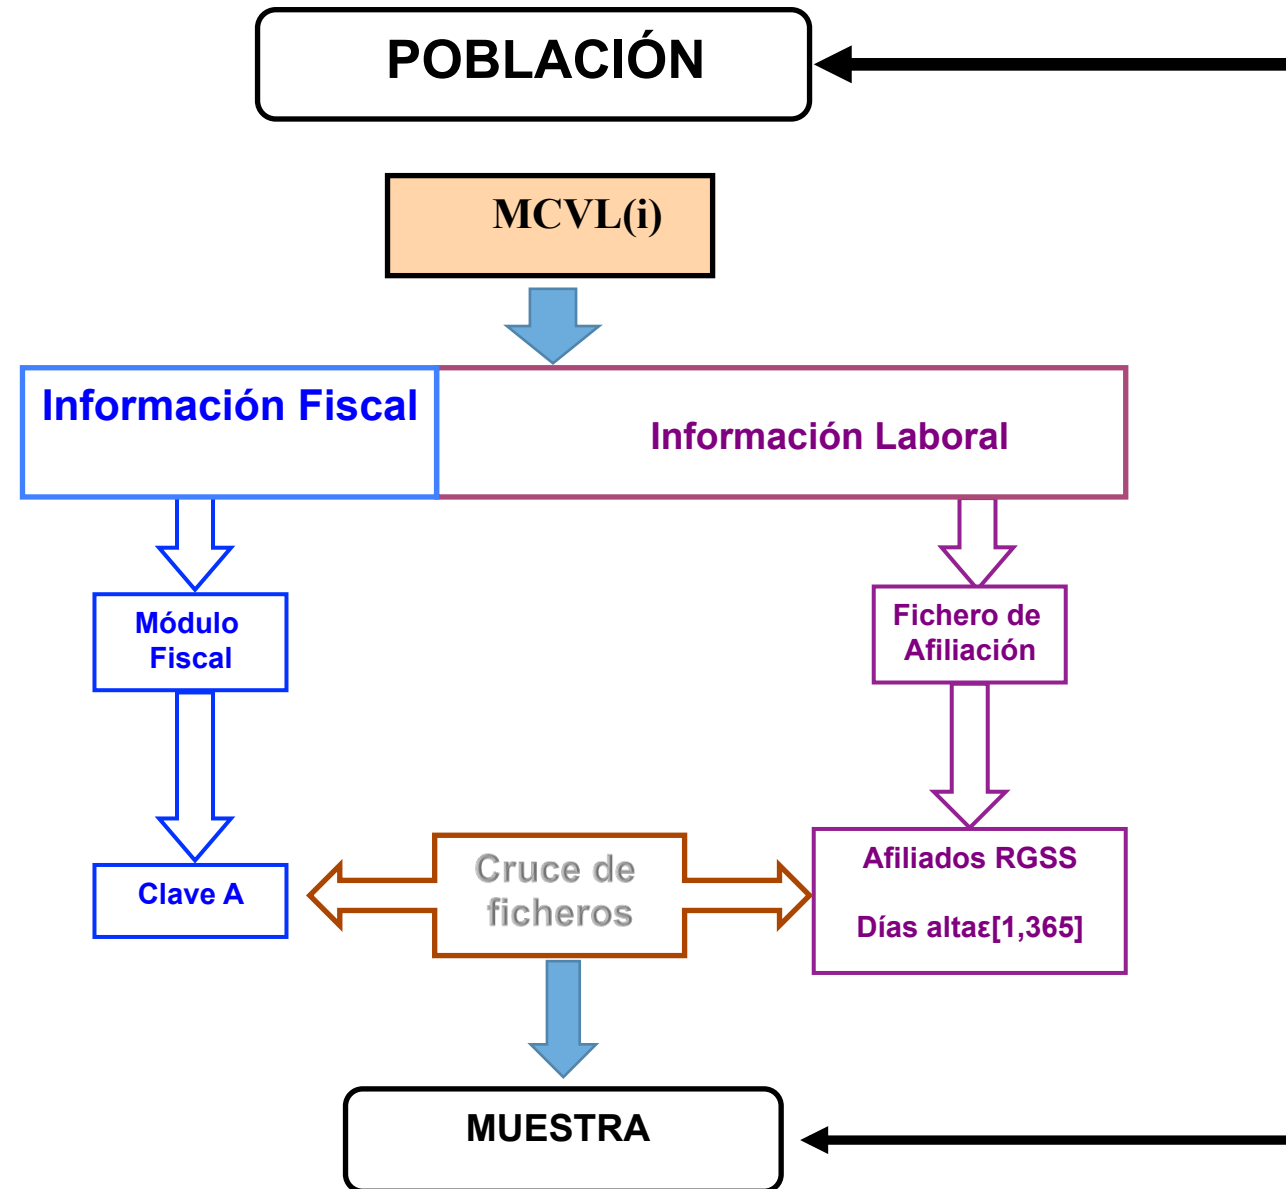 POBLACIÓN
MCVL(i)
Información Fiscal
Información Laboral
Módulo
Fiscal
Fichero de
Afiliación
Clave A
Cruce de
ficheros
Afiliados RGSS
Días altaε[1,365]
MUESTRA